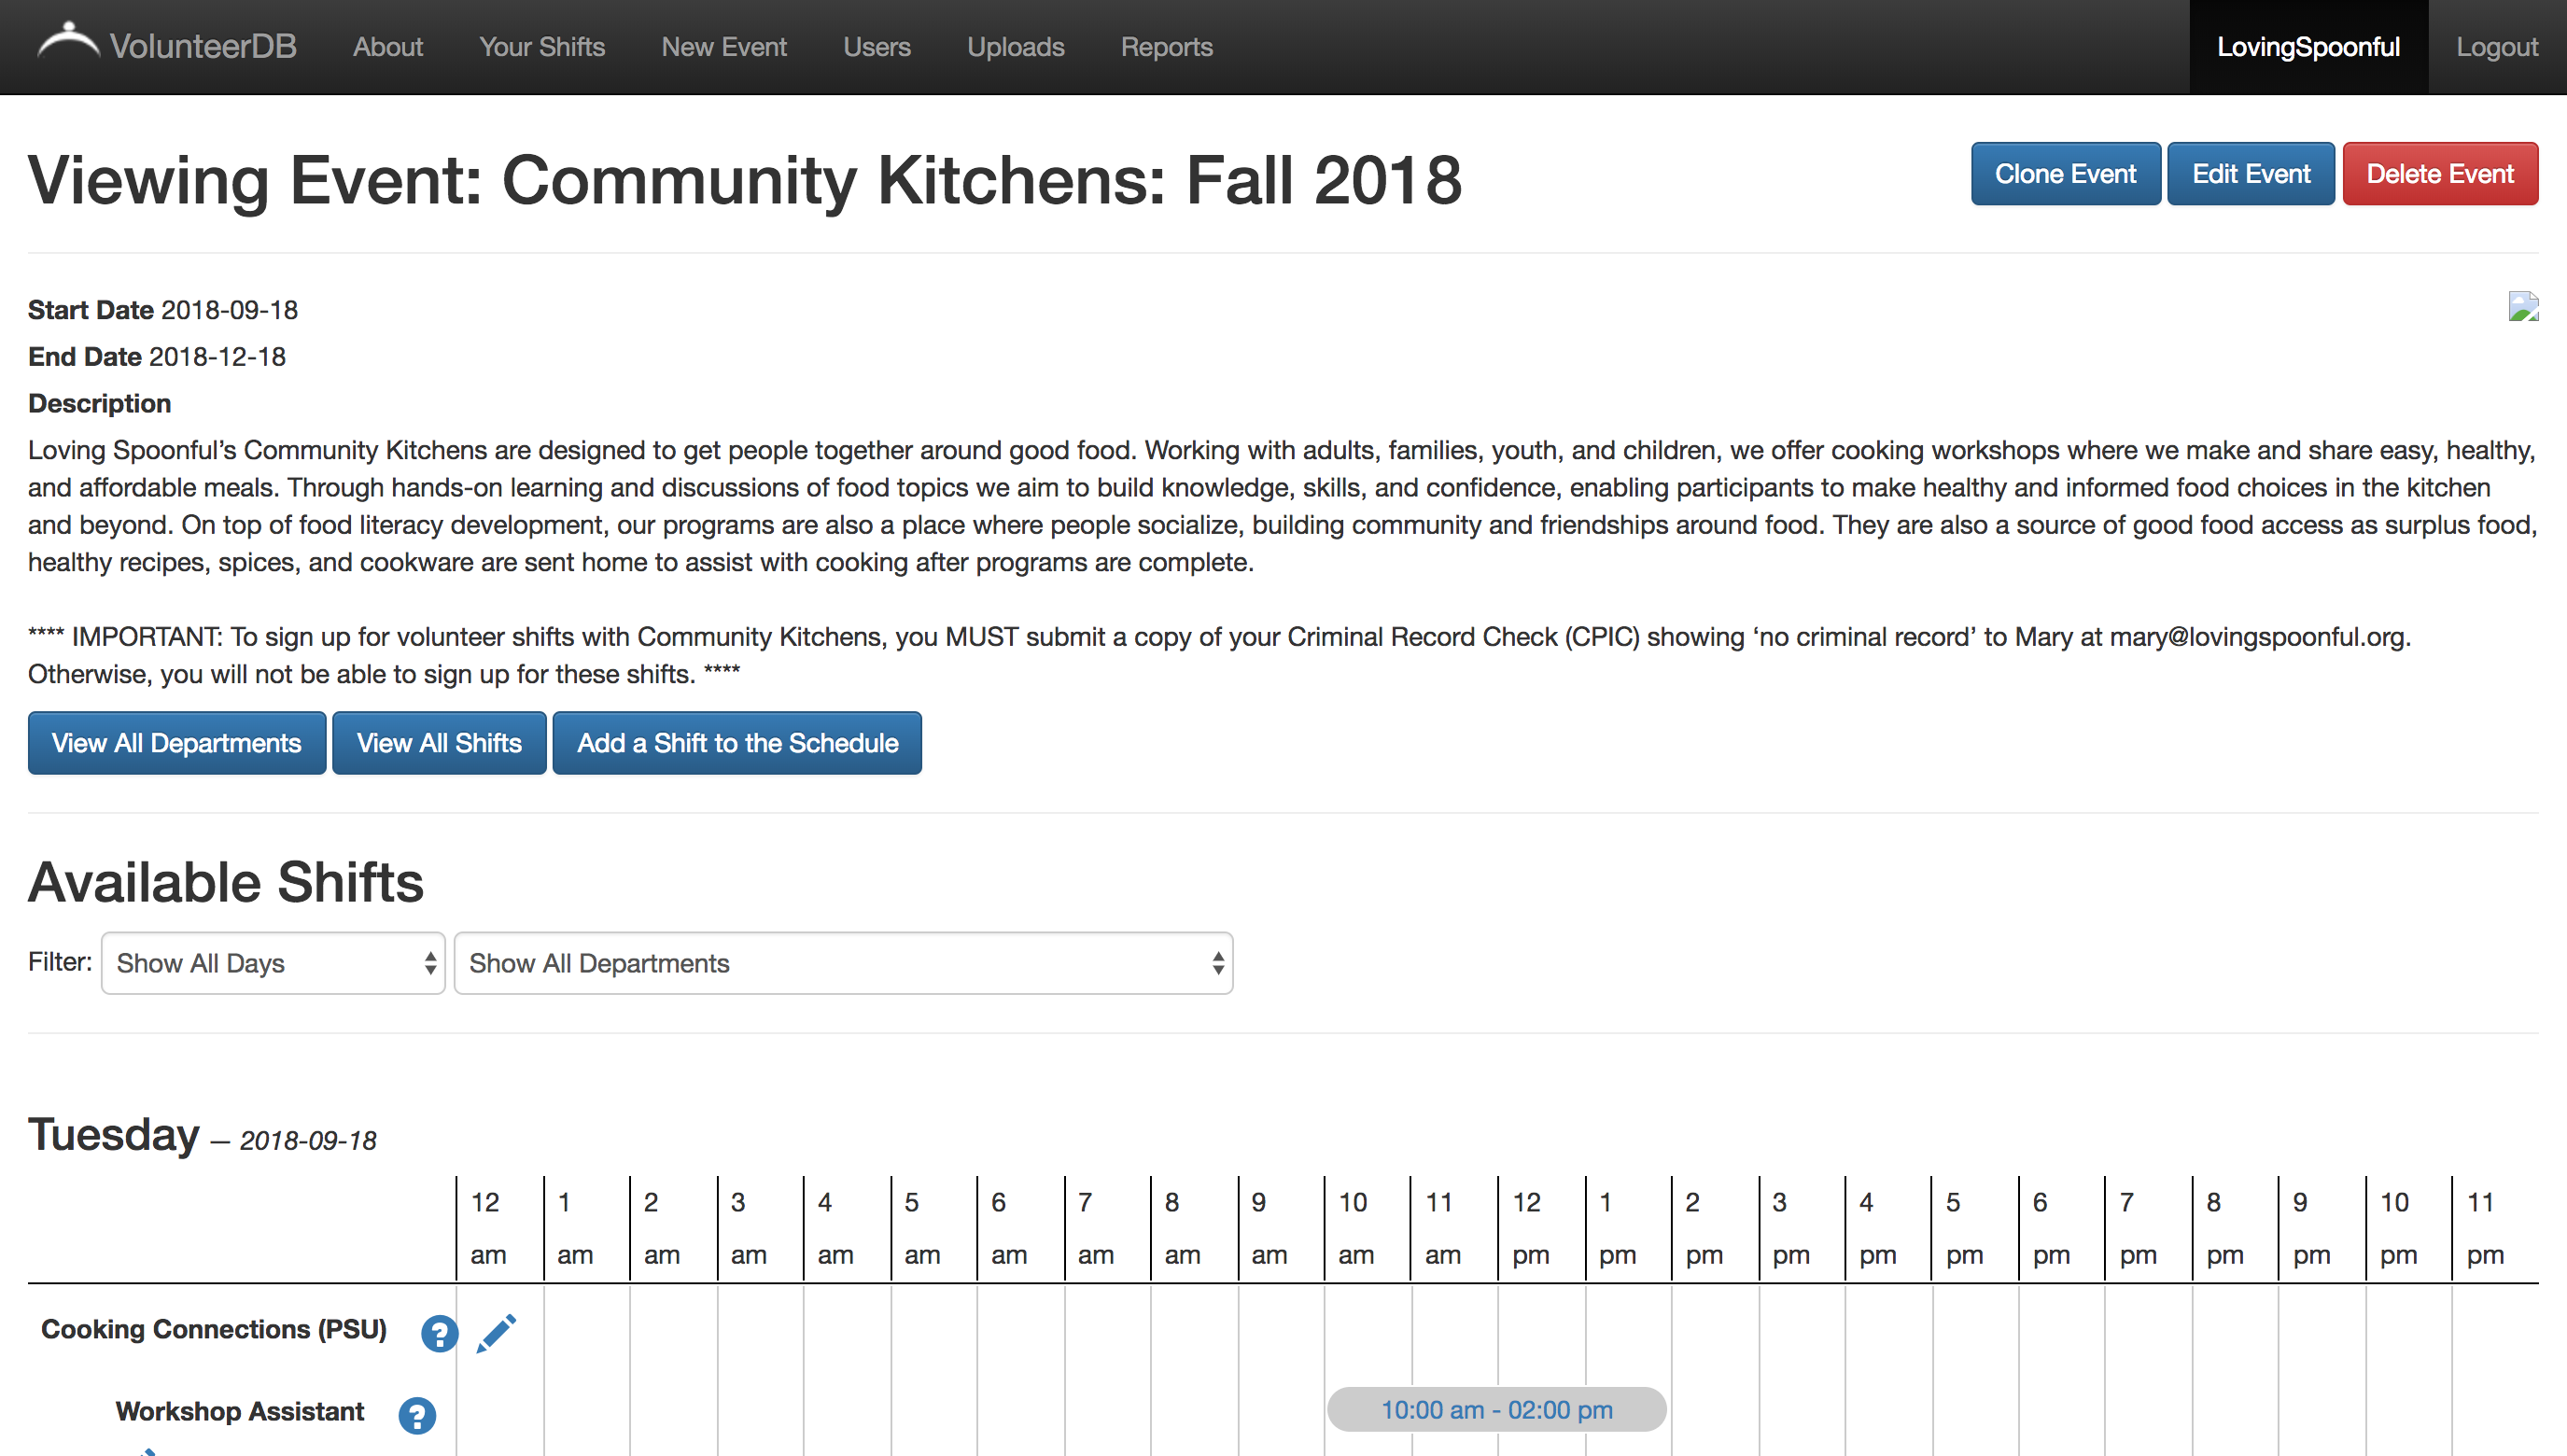 VolunteerDB About Your Shifts New Event Users Uploads Reports LovingSpoonful Logout
Viewing Event: Community Kitchens: Fall 2018
Clone Event Edit Event Delete Event
Start Date 2018-09-18
End Date 2018-12-18
Description
Loving Spoonful’s Community Kitchens are designed to get people together around good food. Working with adults, families, youth, and children, we offer cooking workshops where we make and share easy, healthy,
and affordable meals. Through hands-on learning and discussions of food topics we aim to build knowledge, skills, and confidence, enabling participants to make healthy and informed food choices in the kitchen
and beyond. On top of food literacy development, our programs are also a place where people socialize, building community and friendships around food. They are also a source of good food access as surplus food,
healthy recipes, spices, and cookware are sent home to assist with cooking after programs are complete.
**** IMPORTANT: To sign up for volunteer shifts with Community Kitchens, you MUST submit a copy of your Criminal Record Check (CPIC) showing ‘no criminal record’ to Mary at mary@lovingspoonful.org.
Otherwise, you will not be able to sign up for these shifts. ****
View All Departments View All Shifts Add a Shift to the Schedule
Available Shifts
Filter: Show All Days Show All Departments
Tuesday — 2018-09-18
12 1 2 3 4 5 6 7 8 9 10 11 12 1 2 3 4 5 6 7 8 9 10 11
am am am am am am am am am am am am pm pm pm pm pm pm pm pm pm pm pm pm
Cooking Connections (PSU) ?
Workshop Assistant ? 10:00 am - 02:00 pm